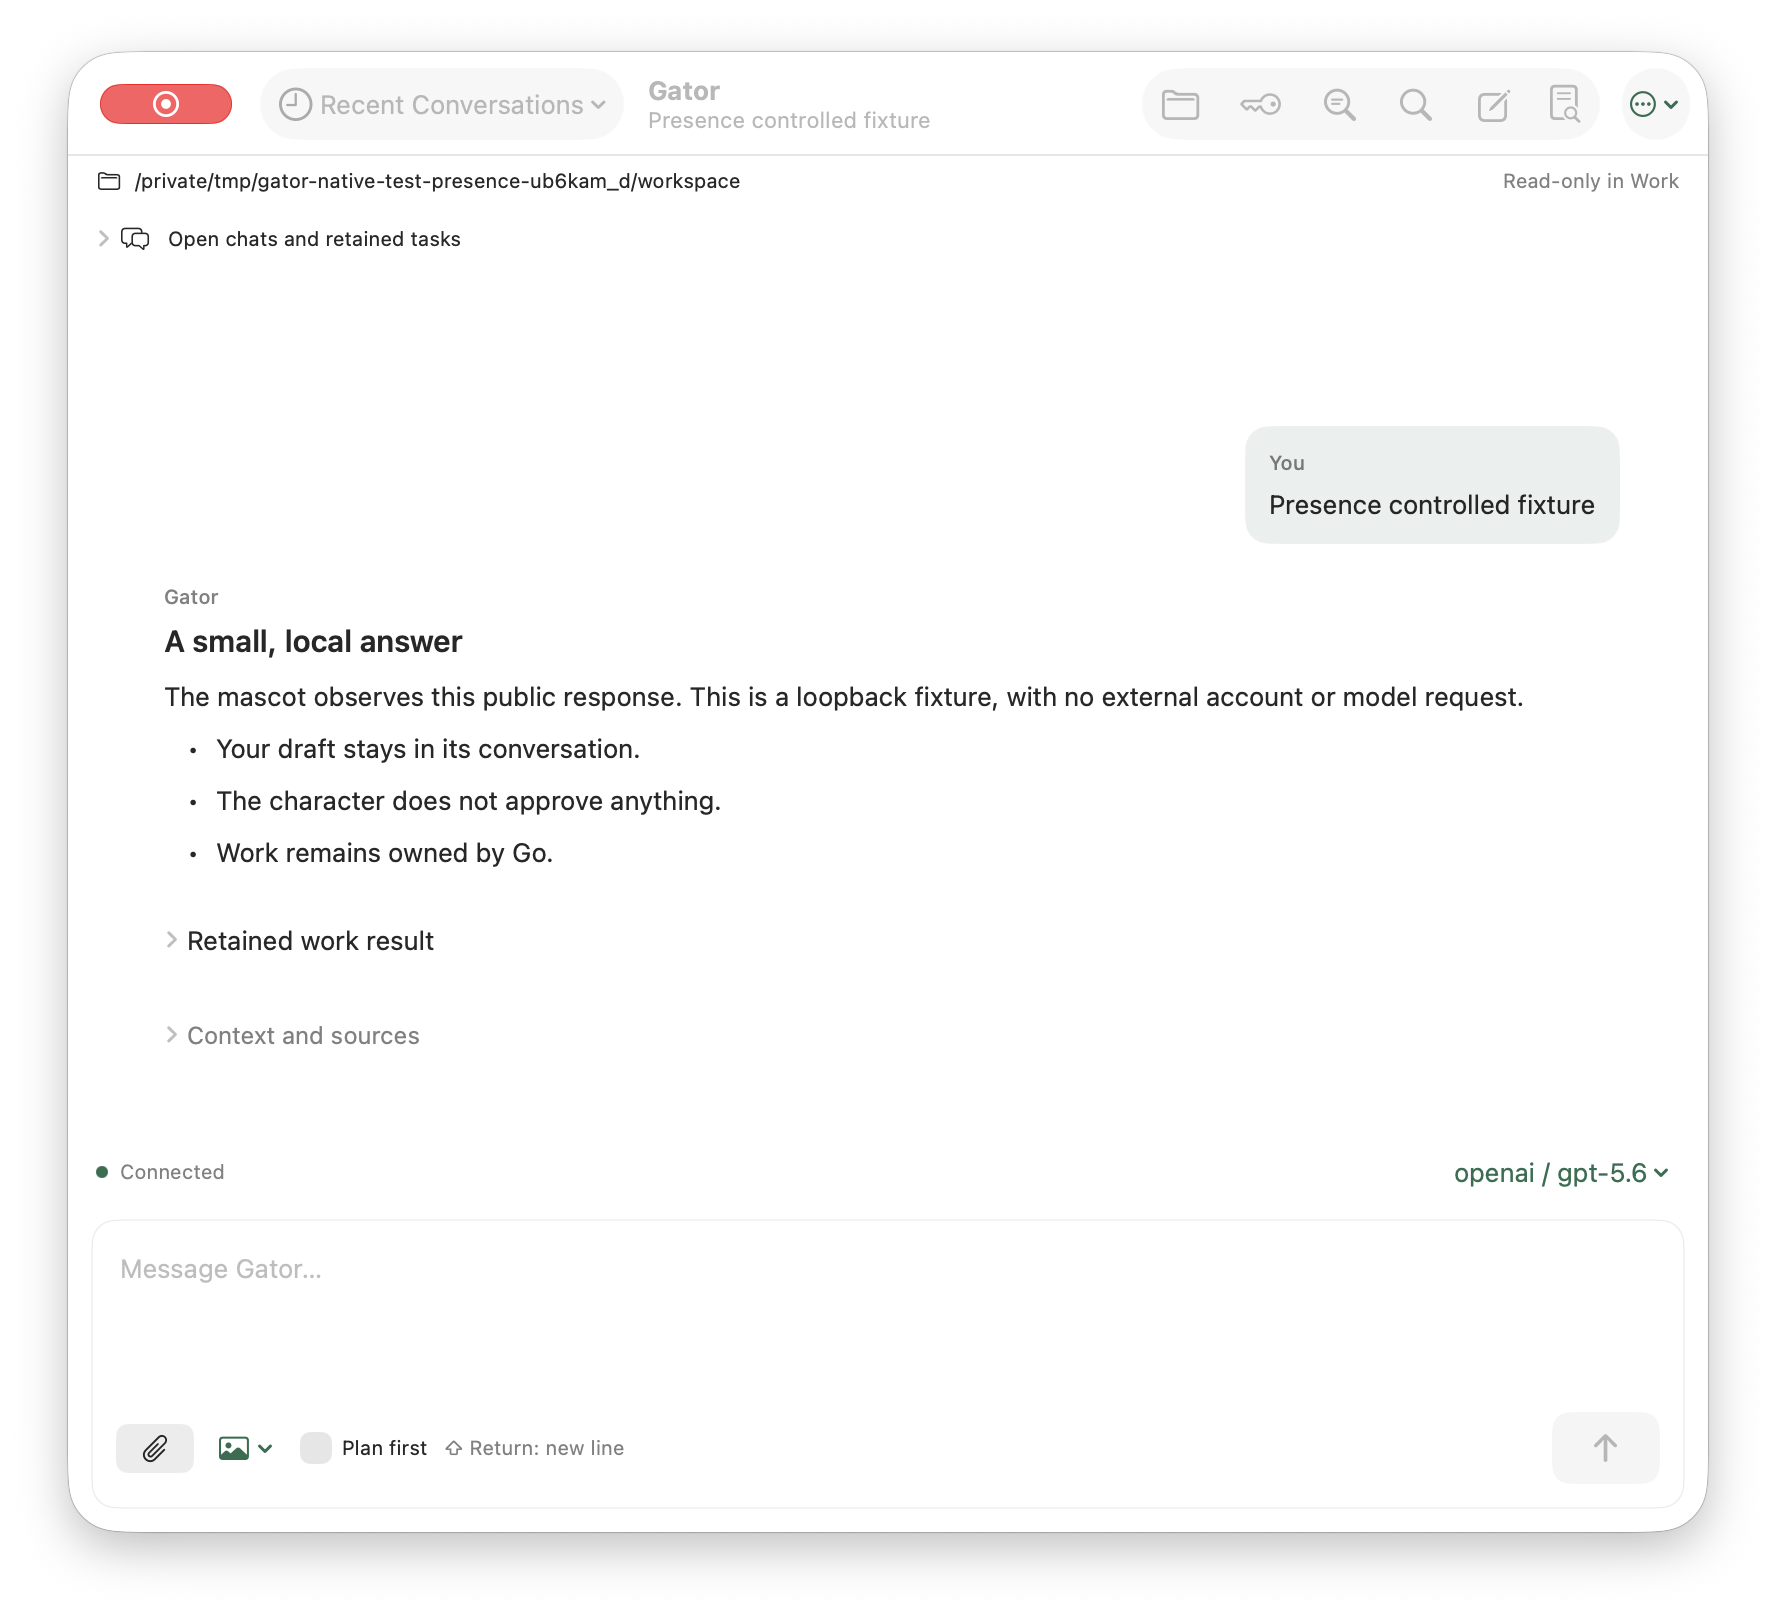 Recent Conversations
Gator
Presence controlled fixture
/private/tmp/gator-native-test-presence-ub6kam_d/workspace
Read-only in Work
Open chats and retained tasks
You
Presence controlled fixture
Gator
A small, local answer
The mascot observes this public response. This is a loopback fixture, with no external account or model request.
• Your draft stays in its conversation.
• The character does not approve anything.
• Work remains owned by Go.
Retained work result
Context and sources
Connected
openai / gpt-5.6
Message Gator...
Plan first
Return: new line